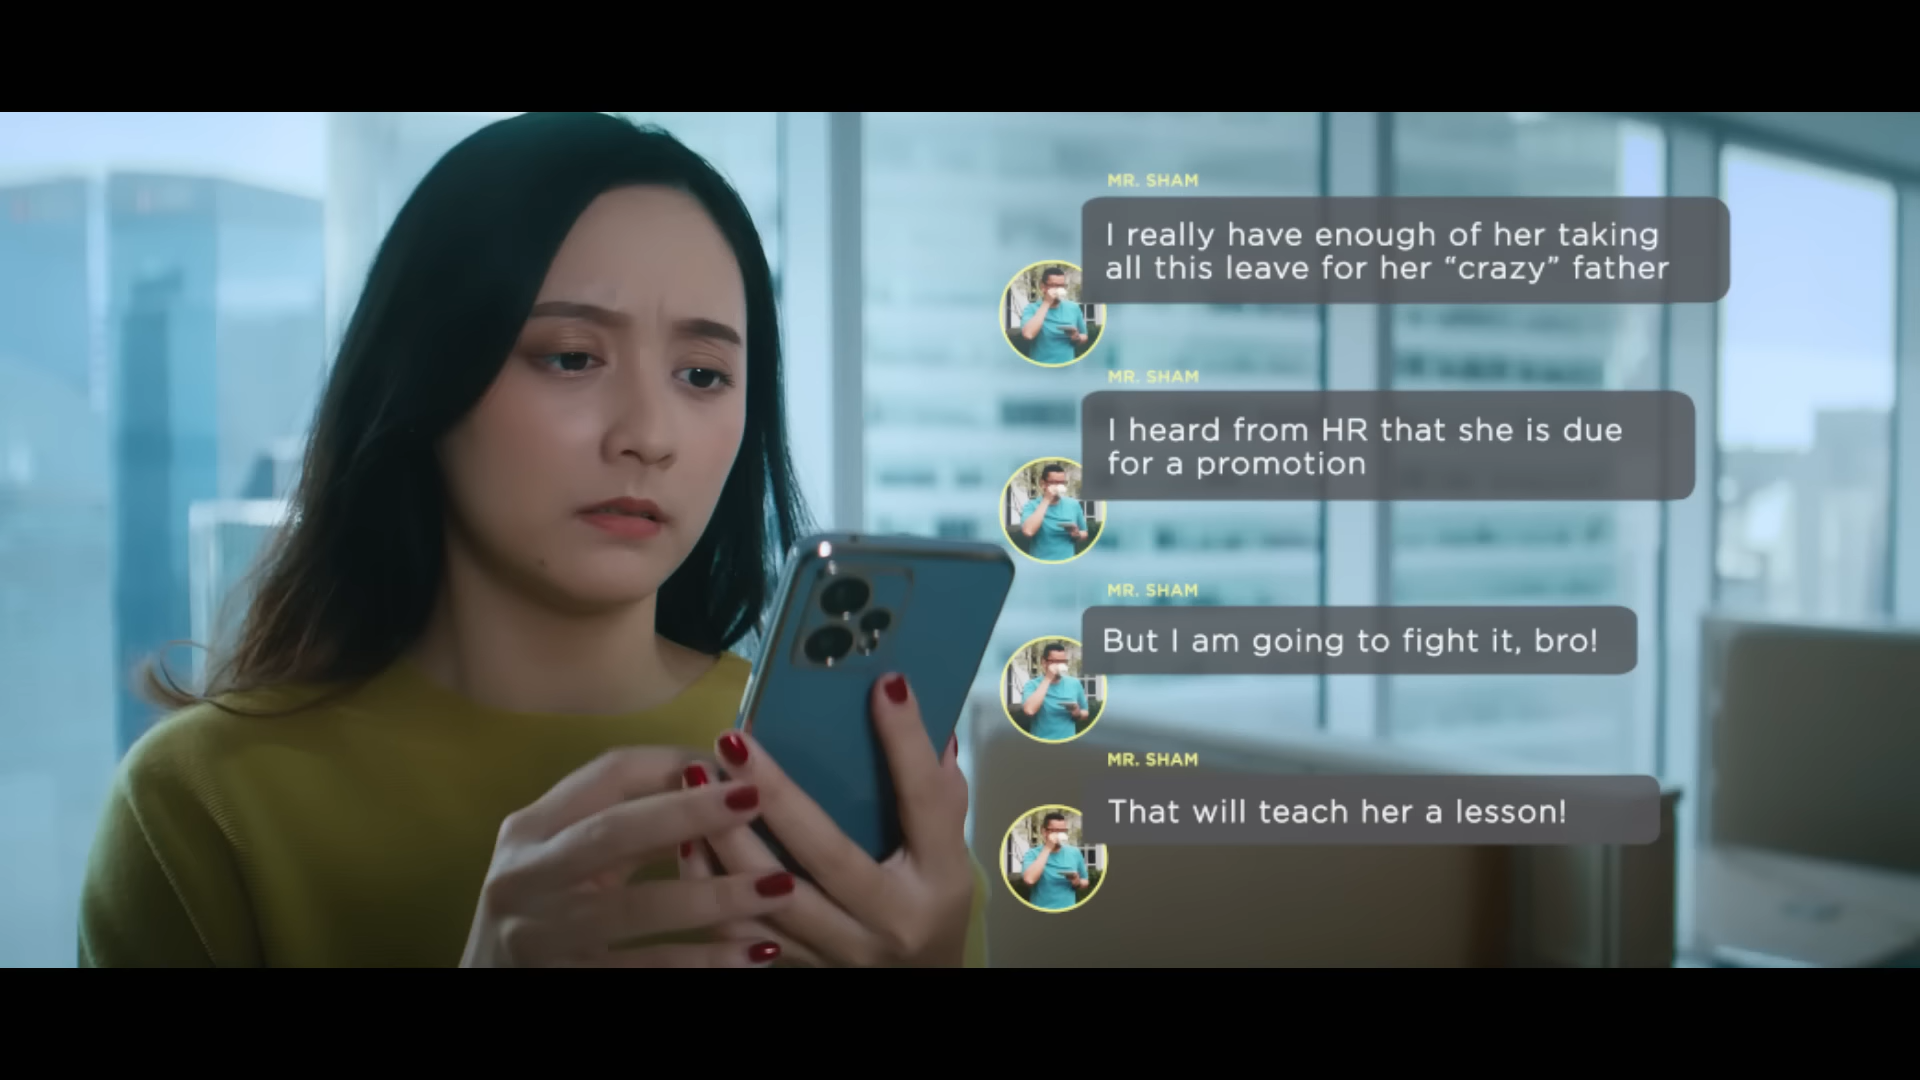 MR. SHAM
I really have enough of her taking
all this leave for her “crazy” father
MR. SHAM
I heard from HR that she is due
for a promotion
MR. SHAM
But I am going to fight it, bro!
MR. SHAM
That will teach her a lesson!